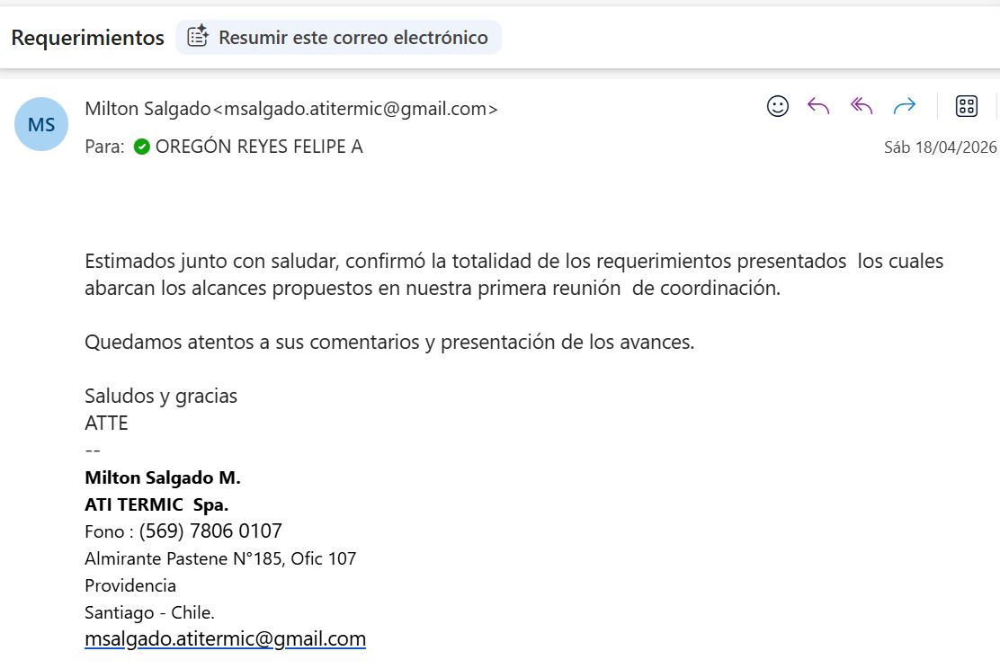 Requerimientos Resumir este correo electrónico
MS
Milton Salgado<msalgado.atitermic@gmail.com>
Para: OREGÓN REYES FELIPE A
Sáb 18/04/2026
Estimados junto con saludar, confirmó la totalidad de los requerimientos presentados  los cuales
abarcan los alcances propuestos en nuestra primera reunión  de coordinación.
Quedamos atentos a sus comentarios y presentación de los avances.
Saludos y gracias
ATTE
--
Milton Salgado M.
ATI TERMIC  Spa.
Fono : (569) 7806 0107
Almirante Pastene N°185, Ofic 107
Providencia
Santiago - Chile.
msalgado.atitermic@gmail.com